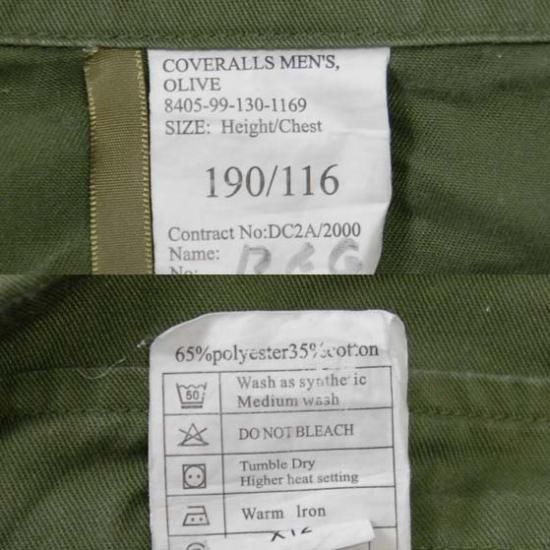 COVERALLS MEN'S,
OLIVE
8405-99-130-1169
SIZE: Height/Chest
190/116
Contract No:DC2A/2000
Name:
No:
65%polyester35%cotton
50
Wash as synthetic
Medium wash
DO NOT BLEACH
Tumble Dry
Higher heat setting
Warm Iron